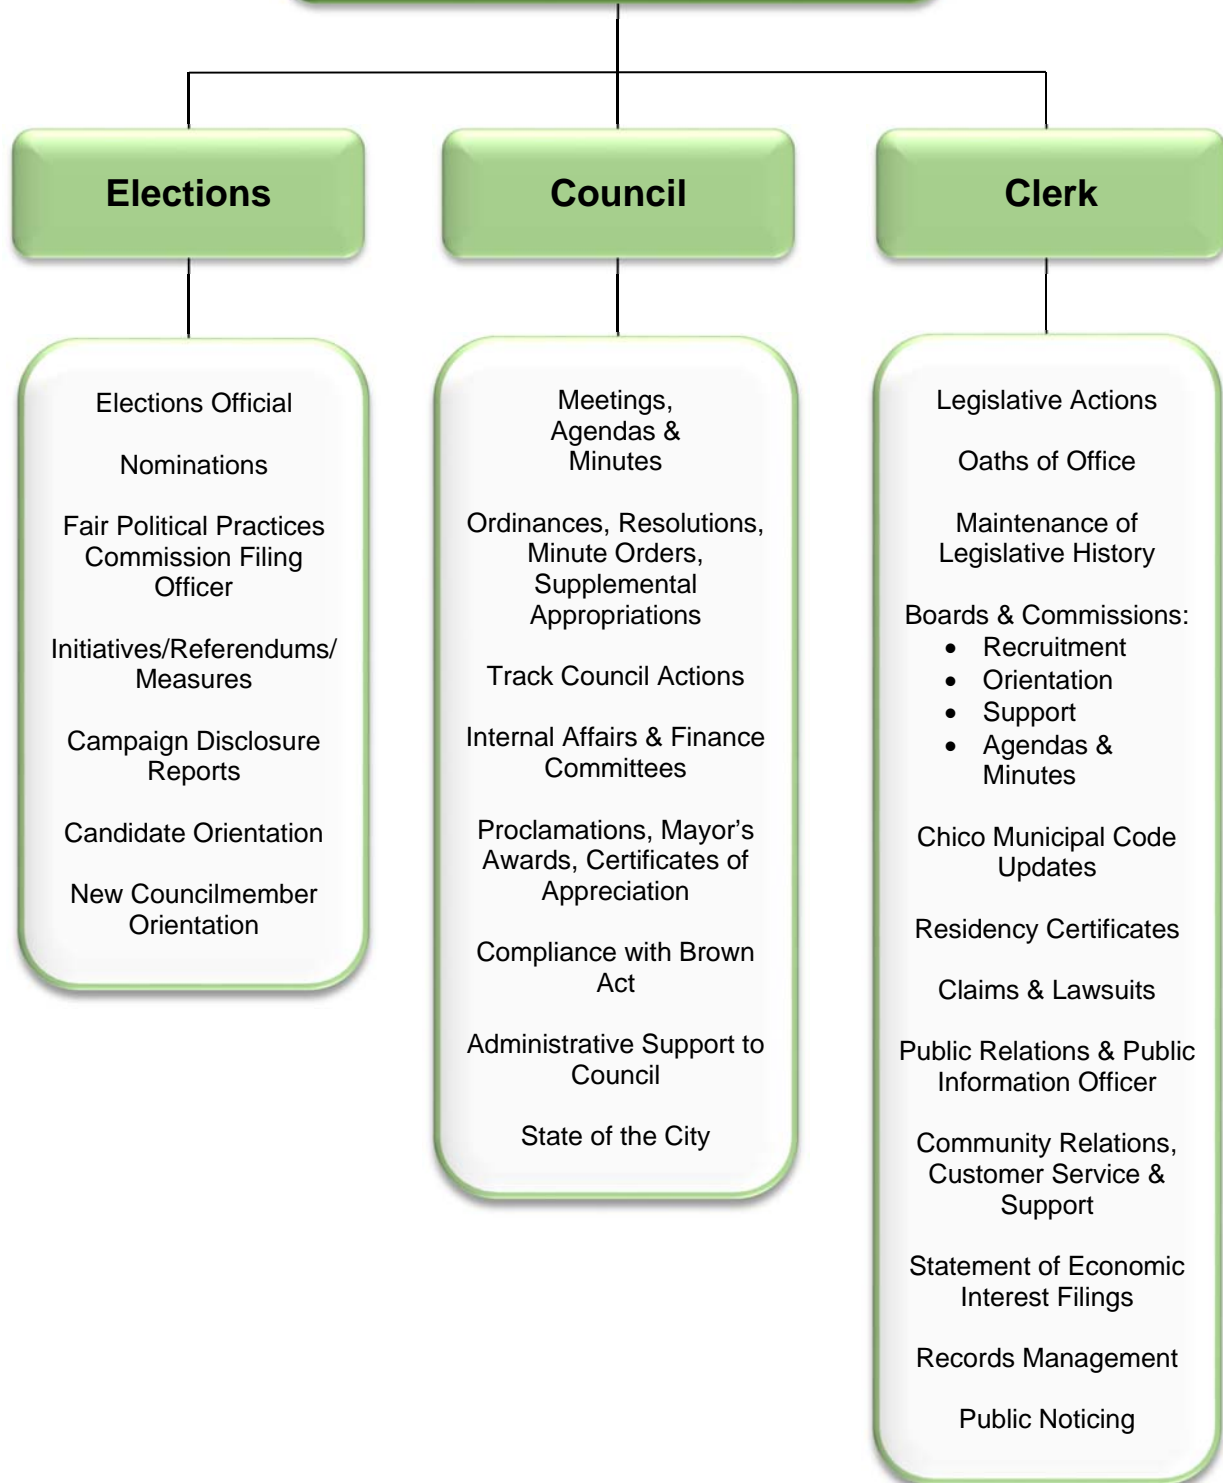 Elections
Council
Clerk
Elections Official
Nominations
Fair Political Practices
Commission Filing
Officer
Initiatives/Referendums/
Measures
Campaign Disclosure
Reports
Candidate Orientation
New Councilmember
Orientation
Meetings,
Agendas &
Minutes
Ordinances, Resolutions,
Minute Orders,
Supplemental
Appropriations
Track Council Actions
Internal Affairs & Finance
Committees
Proclamations, Mayor’s
Awards, Certificates of
Appreciation
Compliance with Brown
Act
Administrative Support to
Council
State of the City
Legislative Actions
Oaths of Office
Maintenance of
Legislative History
Boards & Commissions:
• Recruitment
• Orientation
• Support
• Agendas &
Minutes
Chico Municipal Code
Updates
Residency Certificates
Claims & Lawsuits
Public Relations & Public
Information Officer
Community Relations,
Customer Service &
Support
Statement of Economic
Interest Filings
Records Management
Public Noticing